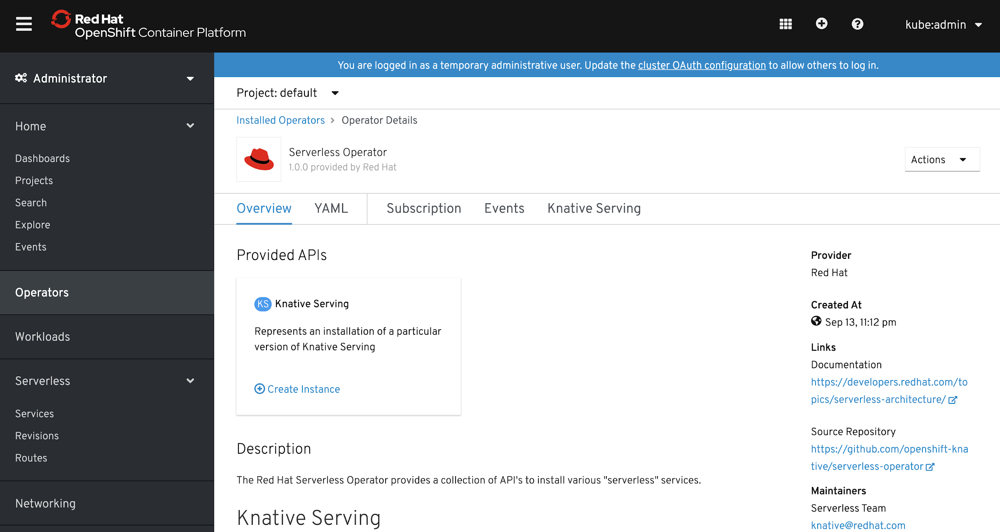 Red Hat
OpenShift Container Platform
kube:admin
Administrator
Home
Dashboards
Projects
Search
Explore
Events
Operators
Workloads
Serverless
Services
Revisions
Routes
Networking
You are logged in as a temporary administrative user. Update the cluster OAuth configuration to allow others to log in.
Project: default
Installed Operators > Operator Details
Serverless Operator
1.0.0 provided by Red Hat
Actions
Overview YAML Subscription Events Knative Serving
Provided APIs
KS Knative Serving
Represents an installation of a particular
version of Knative Serving
Create Instance
Description
The Red Hat Serverless Operator provides a collection of API's to install various "serverless" services.
Knative Serving
Provider
Red Hat
Created At
Sep 13, 11:12 pm
Links
Documentation
https://developers.redhat.com/to
pics/serverless-architecture/
Source Repository
https://github.com/openshift-kna
tive/serverless-operator
Maintainers
Serverless Team
knative@redhat.com